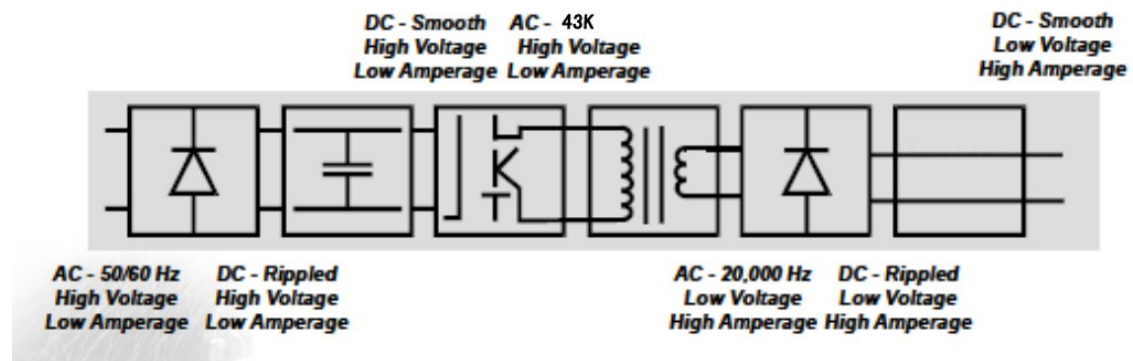 DC - Smooth
High Voltage
Low Amperage
AC - 43K
High Voltage
Low Amperage
DC - Smooth
Low Voltage
High Amperage
AC - 50/60 Hz
High Voltage
Low Amperage
DC - Rippled
High Voltage
Low Amperage
AC - 20,000 Hz
Low Voltage
High Amperage
DC - Rippled
Low Voltage
High Amperage